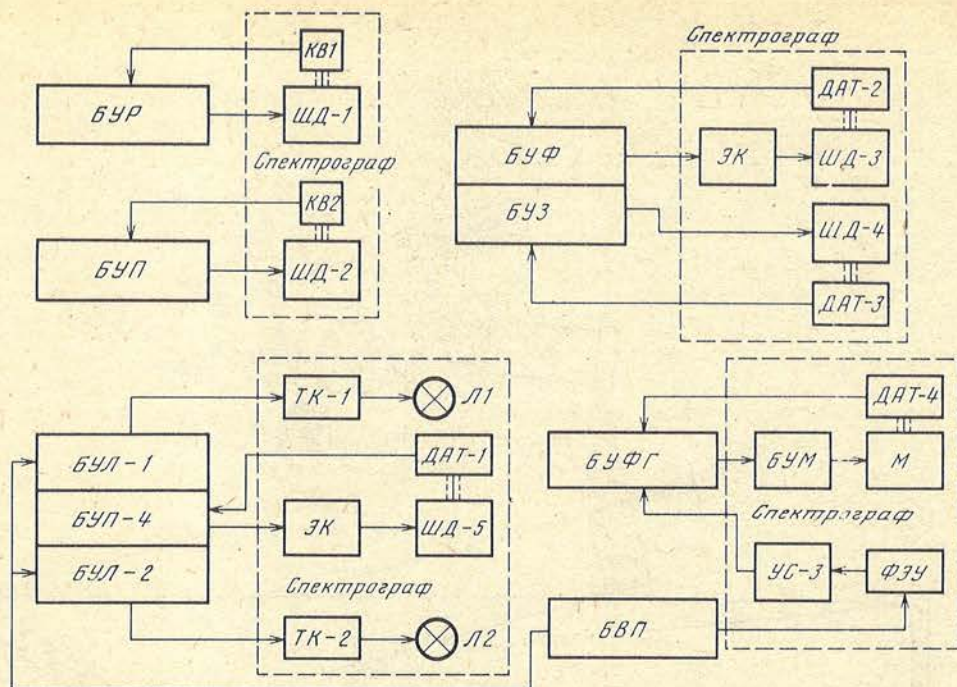 КВ1
БУР
ШД-1
Спектрограф
КВ2
БУП
ШД-2
Спектрограф
ДАТ-2
БУФ
ЭК
ШД-3
БУЗ
ШД-4
ДАТ-3
ТК-1
Л1
БУЛ-1
ДАТ-1
БУП-4
ЭК
ШД-5
БУЛ-2
Спектрограф
ТК-2
Л2
ДАТ-4
БУФГ
БУМ
М
Спектрограф
УС-3
ФЭУ
БВП